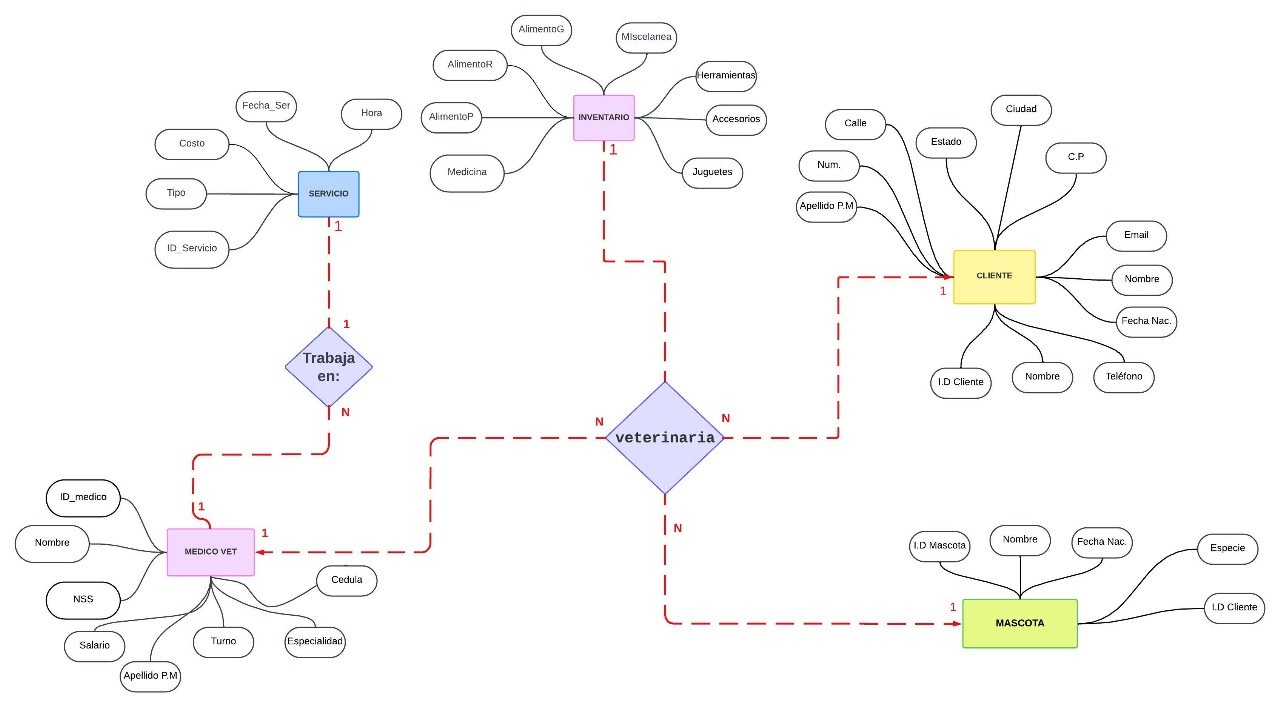 AlimentoG
MIscelanea
AlimentoR
Herramientas
AlimentoP
INVENTARIO
Accesorios
Medicina
Juguetes
1
Fecha_Ser
Hora
Costo
Tipo
SERVICIO
ID_Servicio
1
Ciudad
Calle
Estado
C.P
Num.
Apellido P.M
Email
CLIENTE
Nombre
1
Fecha Nac.
I.D Cliente
Nombre
Teléfono
1
Trabaja
en:
N
N
veterinaria
N
N
ID_medico
1
Nombre
MEDICO VET
1
NSS
Cedula
Salario
Turno
Especialidad
Apellido P.M
I.D Mascota
Nombre
Fecha Nac.
Especie
1
MASCOTA
I.D Cliente